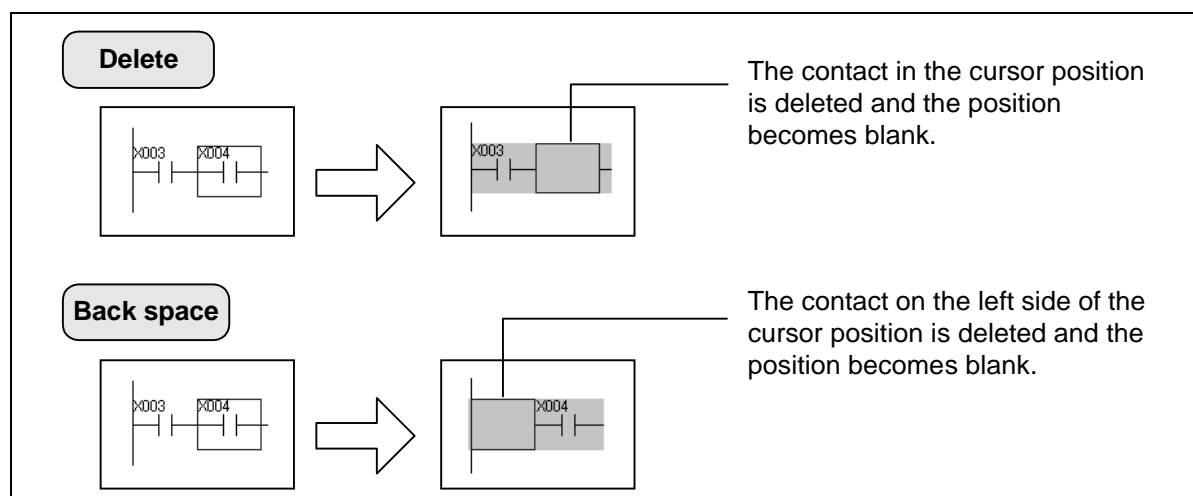 Delete
The contact in the cursor position
is deleted and the position
becomes blank.
X003 X004
X003
Back space
The contact on the left side of the
cursor position is deleted and the
position becomes blank.
X003 X004
X004